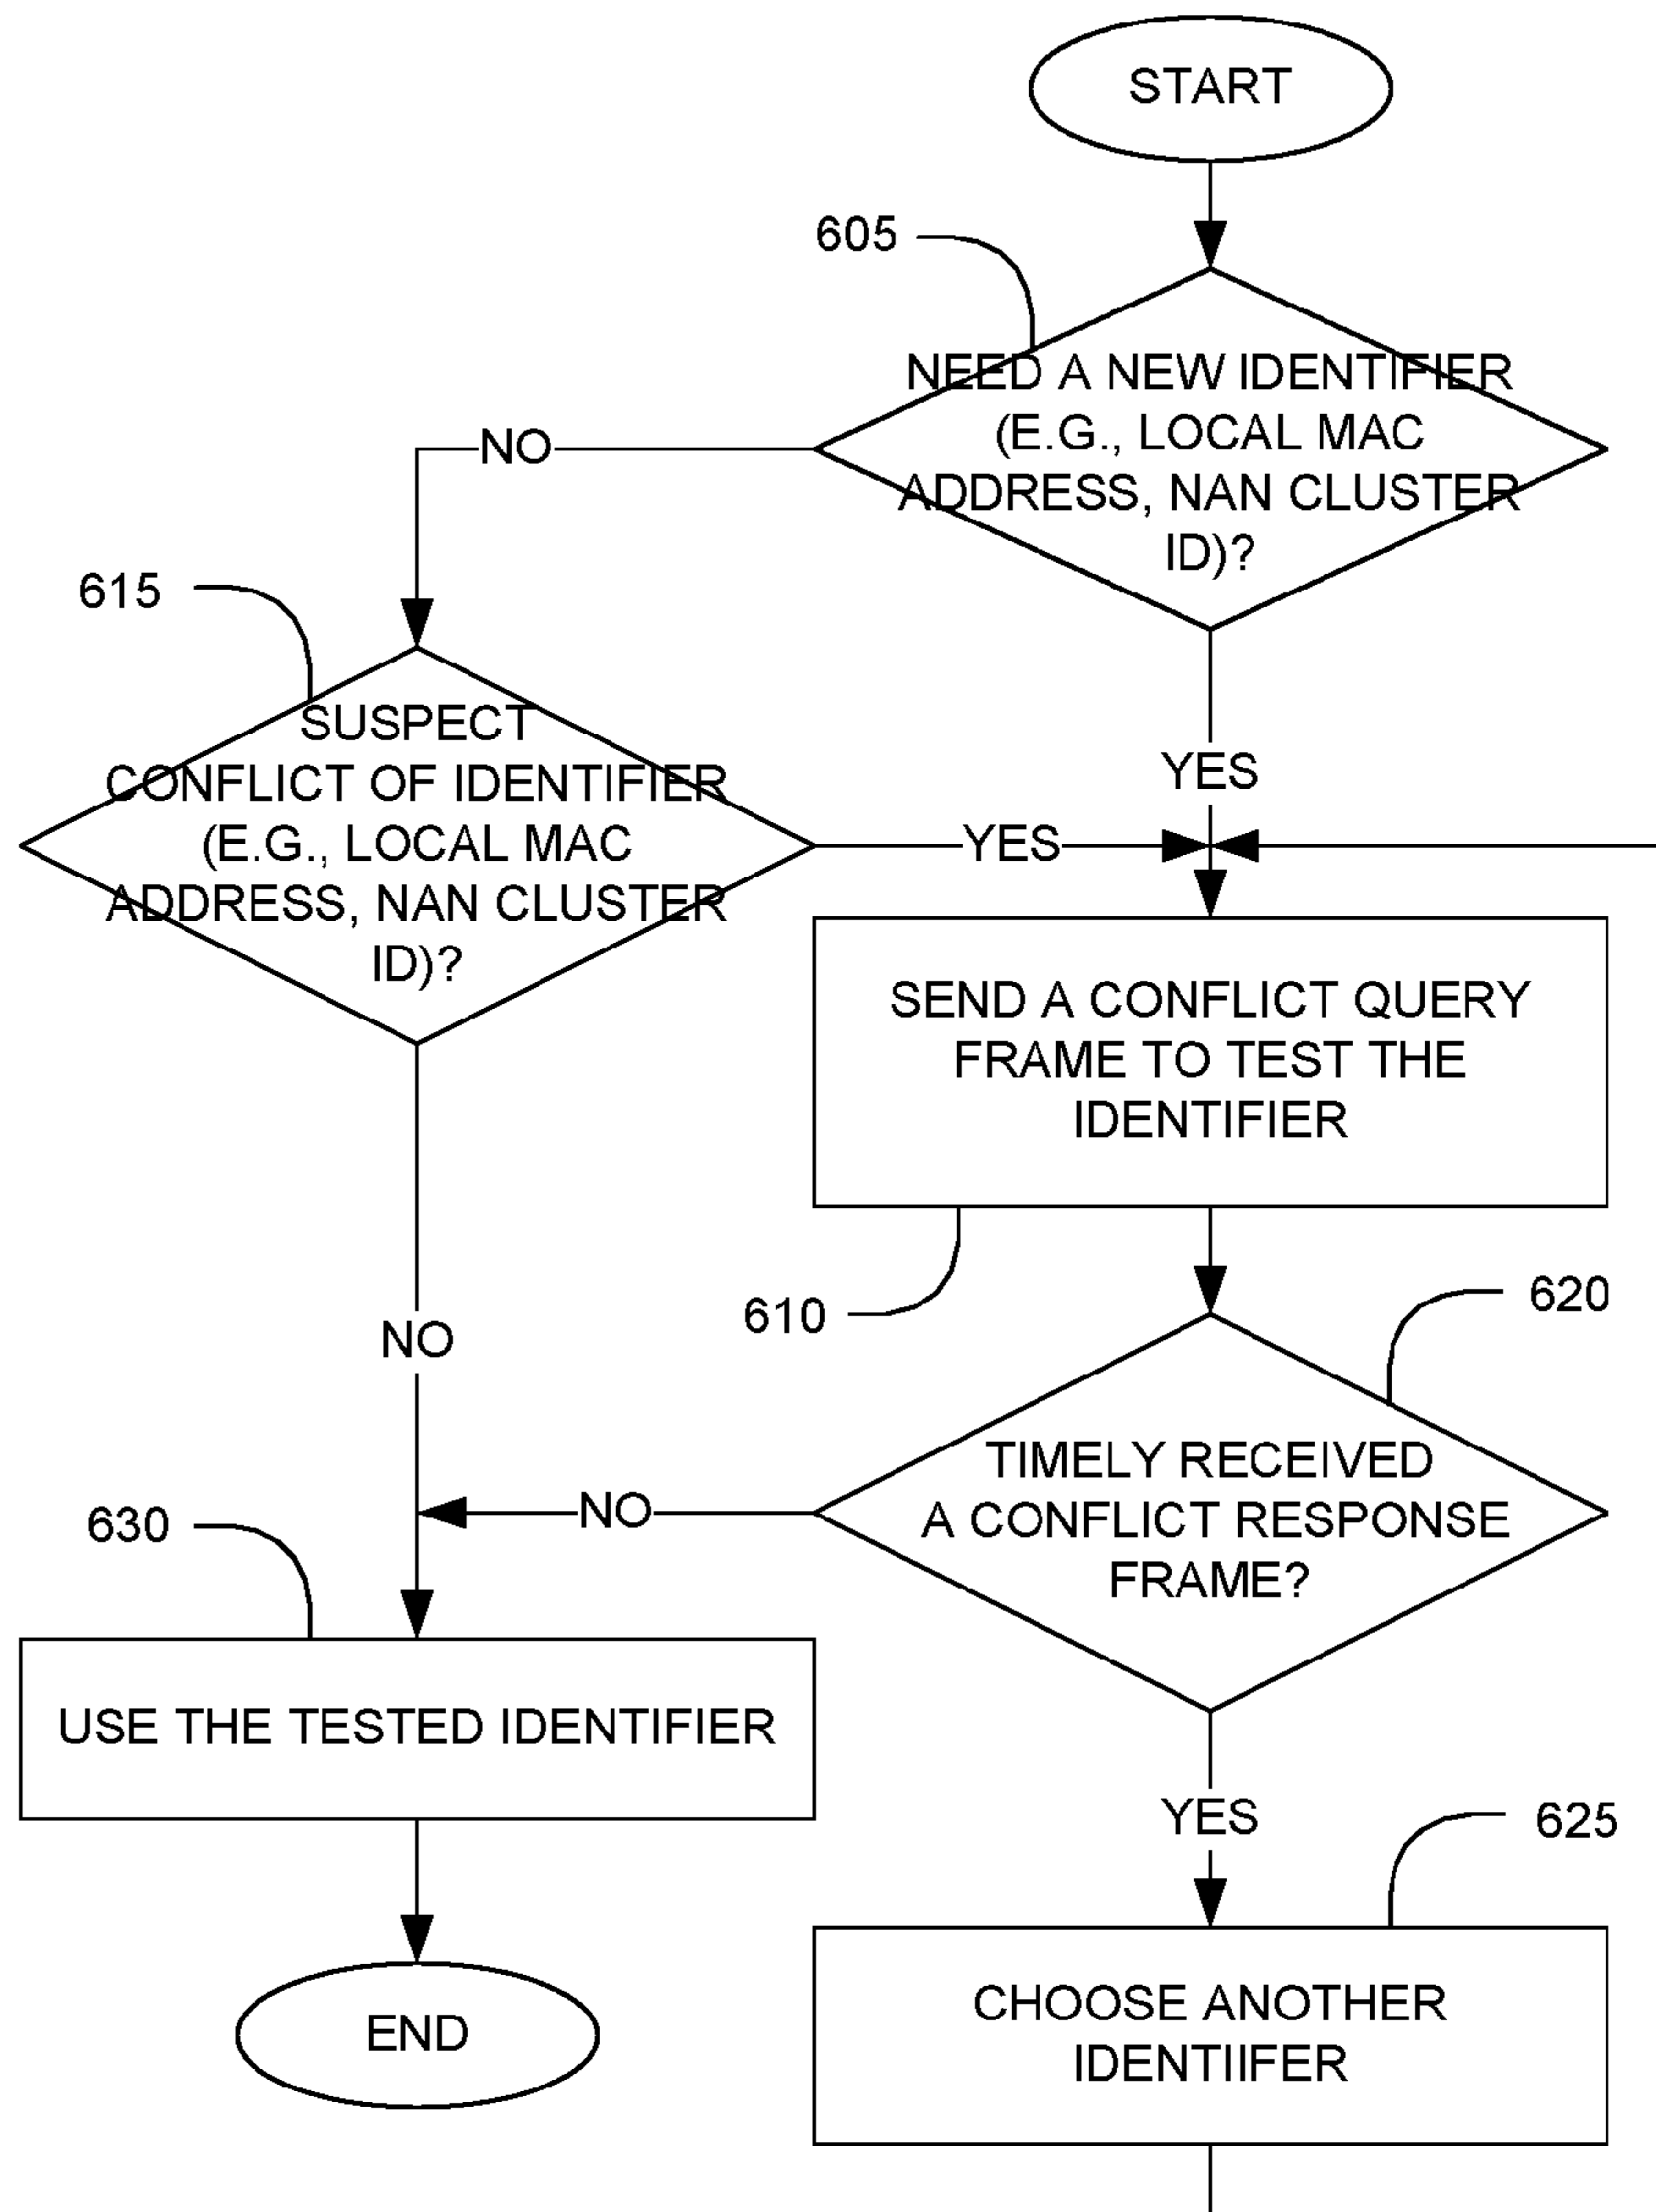 START
605
NEED A NEW IDENTIFIER
(E.G., LOCAL MAC
ADDRESS, NAN CLUSTER
ID)?
NO
615
SUSPECT
CONFLICT OF IDENTIFIER
(E.G., LOCAL MAC
ADDRESS, NAN CLUSTER
ID)?
YES
YES
SEND A CONFLICT QUERY
FRAME TO TEST THE
IDENTIFIER
610
620
NO
TIMELY RECEIVED
A CONFLICT RESPONSE
FRAME?
NO
630
USE THE TESTED IDENTIFIER
YES
625
CHOOSE ANOTHER
IDENTIIFER
END